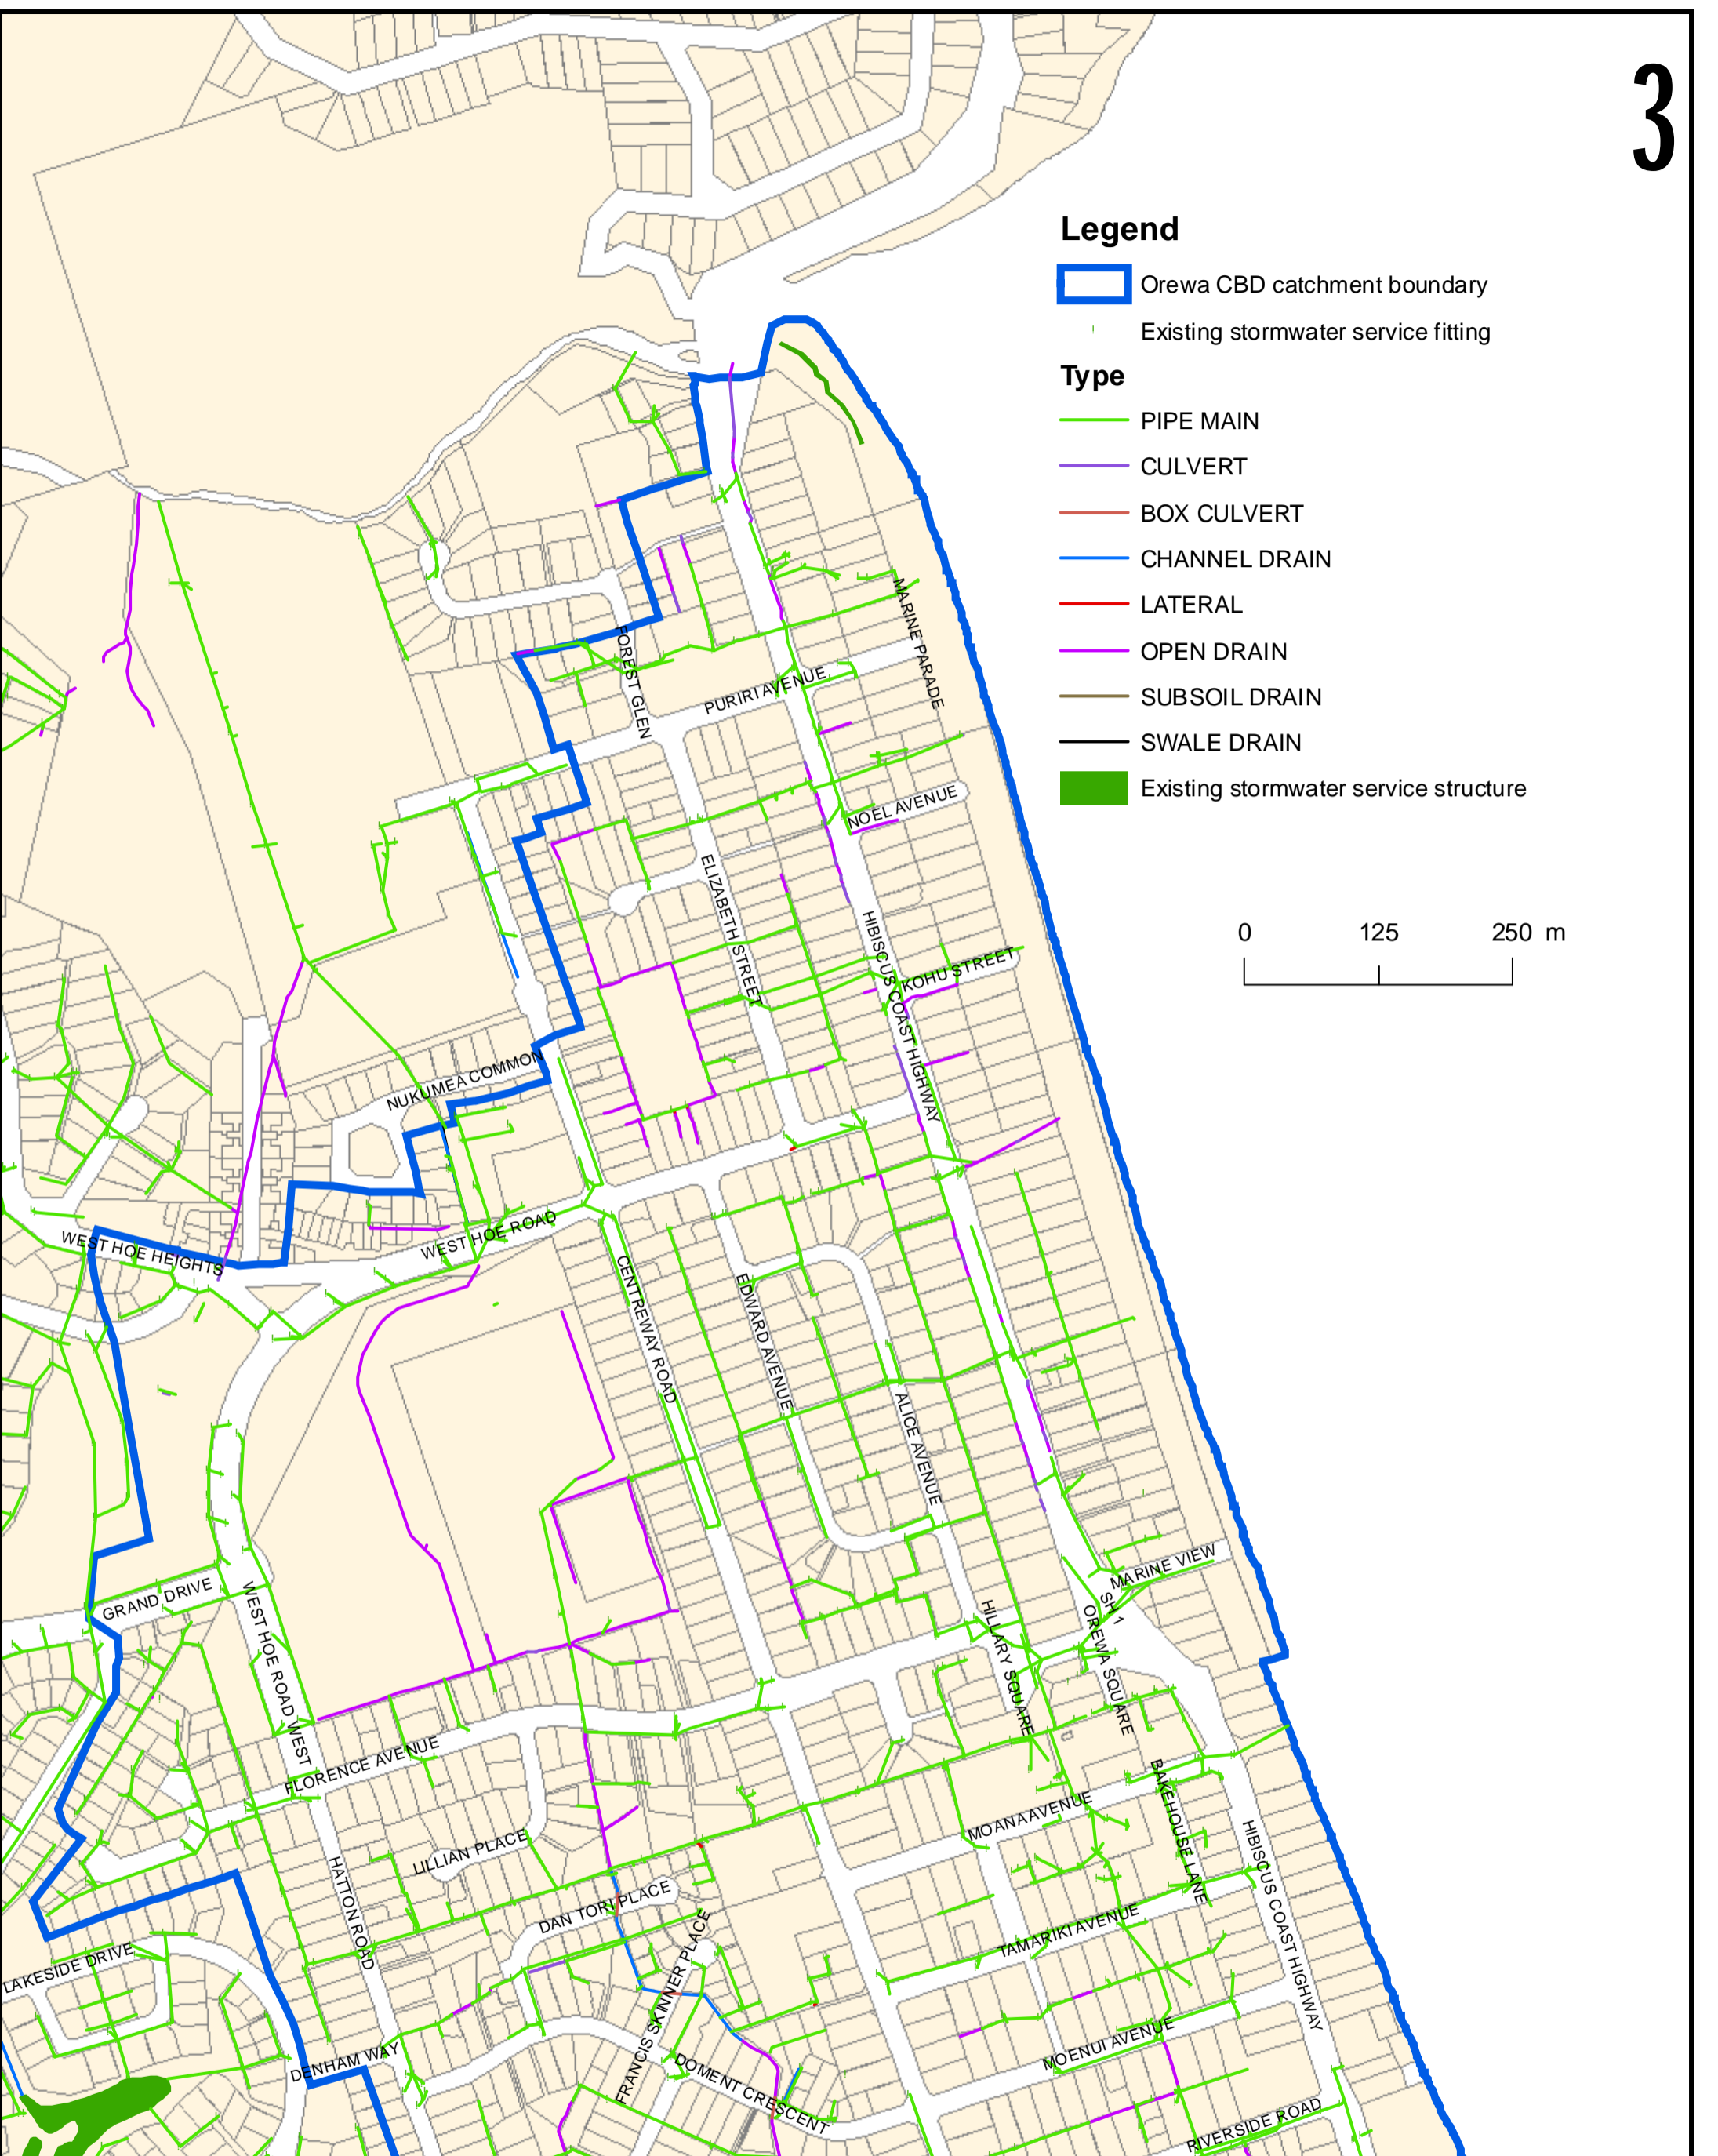 3
Legend
Orewa CBD catchment boundary
Existing stormwater service fitting
Type
PIPE MAIN
CULVERT
BOX CULVERT
CHANNEL DRAIN
LATERAL
OPEN DRAIN
SUBSOIL DRAIN
SWALE DRAIN
Existing stormwater service structure
0 125 250 m
MARINE PARADE
FOREST GLEN
PURIRI AVENUE
NOEL AVENUE
ELIZABETH STREET
HIBISCUS COAST HIGHWAY
KOHU STREET
NUKUMEA COMMON
WEST HOE HEIGHTS
WEST HOE ROAD
CENTREWAY ROAD
EDWARD AVENUE
ALICE AVENUE
MARINE VIEW
SH 1
GRAND DRIVE
WEST HOE ROAD WEST
HILLARY SQUARE
OREWA SQUARE
FLORENCE AVENUE
BAKEHOUSE LANE
MOANA AVENUE
HIBISCUS COAST HIGHWAY
LILLIAN PLACE
HATTON ROAD
DAN TORI PLACE
TAMARIKI AVENUE
LAKESIDE DRIVE
FRANCIS SKINNER PLACE
MOENUI AVENUE
DENHAM WAY
DOMENT CRESCENT
RIVERSIDE ROAD